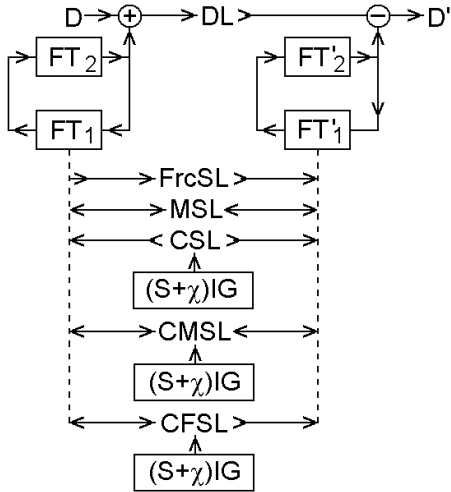 D + DL − D'
FT₂ FT'₂
FT₁ FT'₁
FrcSL
MSL
CSL
(S+χ)IG
CMSL
(S+χ)IG
CFSL
(S+χ)IG